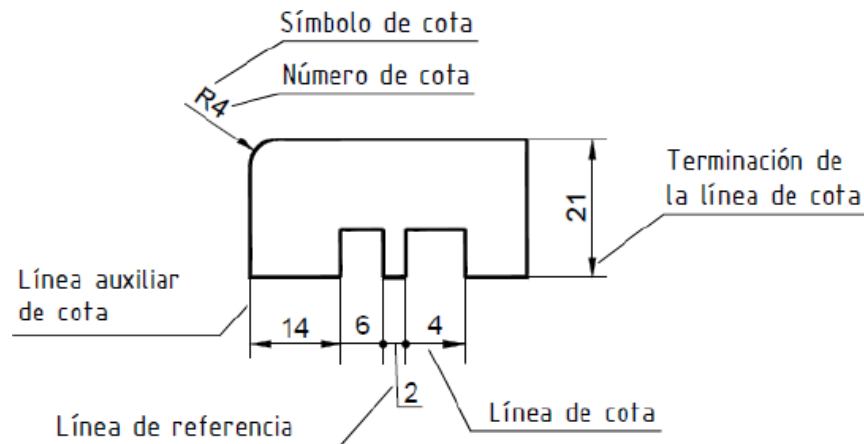 Símbolo de cota
Número de cota
R4
Terminación de
la línea de cota
21
Línea auxiliar
de cota
14
6
4
2
Línea de referencia
Línea de cota